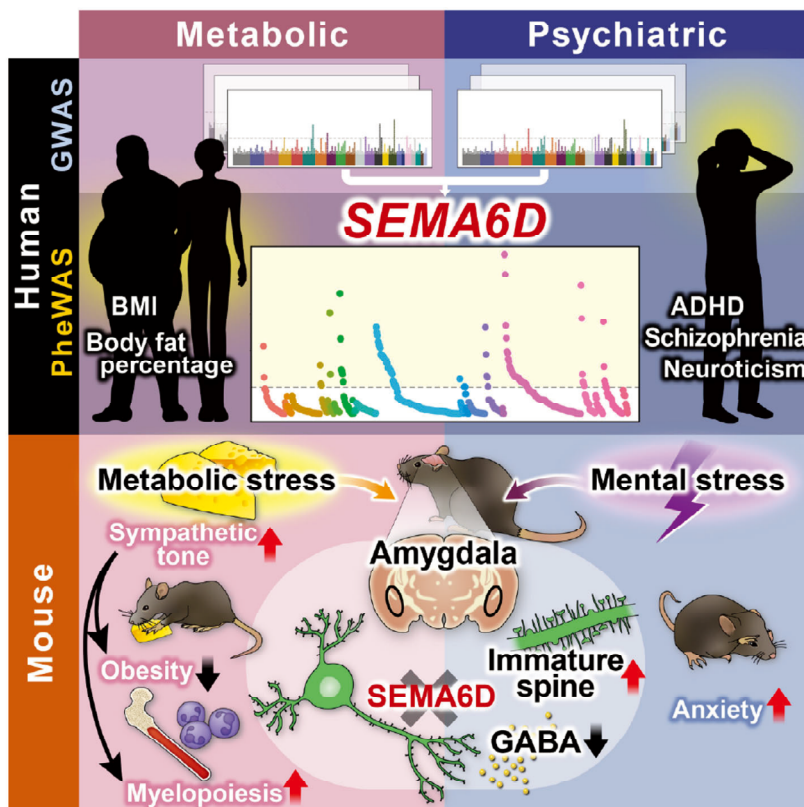 Metabolic
Psychiatric
Human
GWAS
PheWAS
SEMA6D
BMI
Body fat
percentage
ADHD
Schizophrenia
Neuroticism
Mouse
Metabolic stress
Mental stress
Sympathetic
tone
Amygdala
Obesity
Immature
spine
SEMA6D
Anxiety
GABA
Myelopoiesis